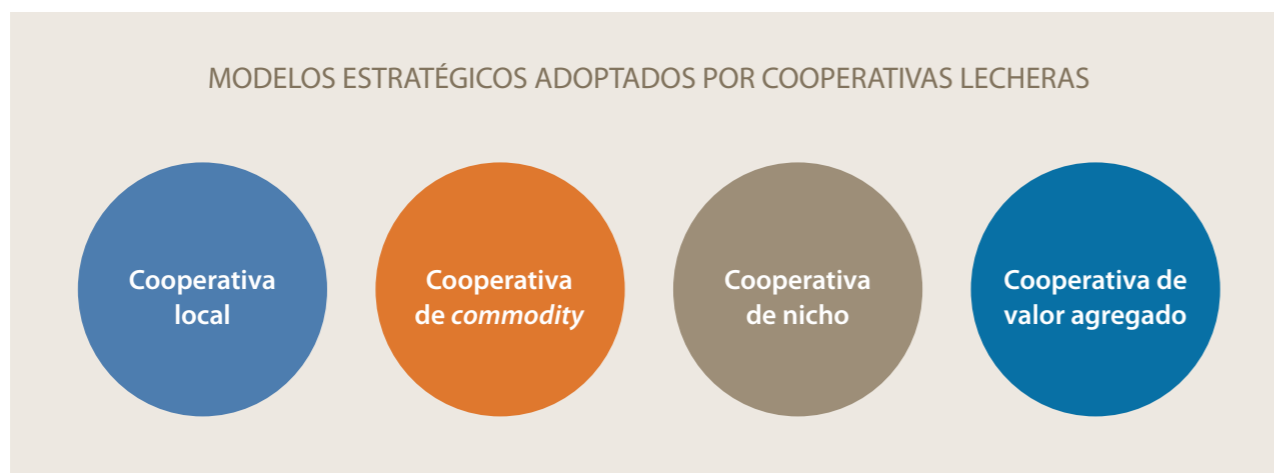 MODELOS ESTRATÉGICOS ADOPTADOS POR COOPERATIVAS LECHERAS
Cooperativa
local
Cooperativa
de commodity
Cooperativa
de nicho
Cooperativa de
valor agregado